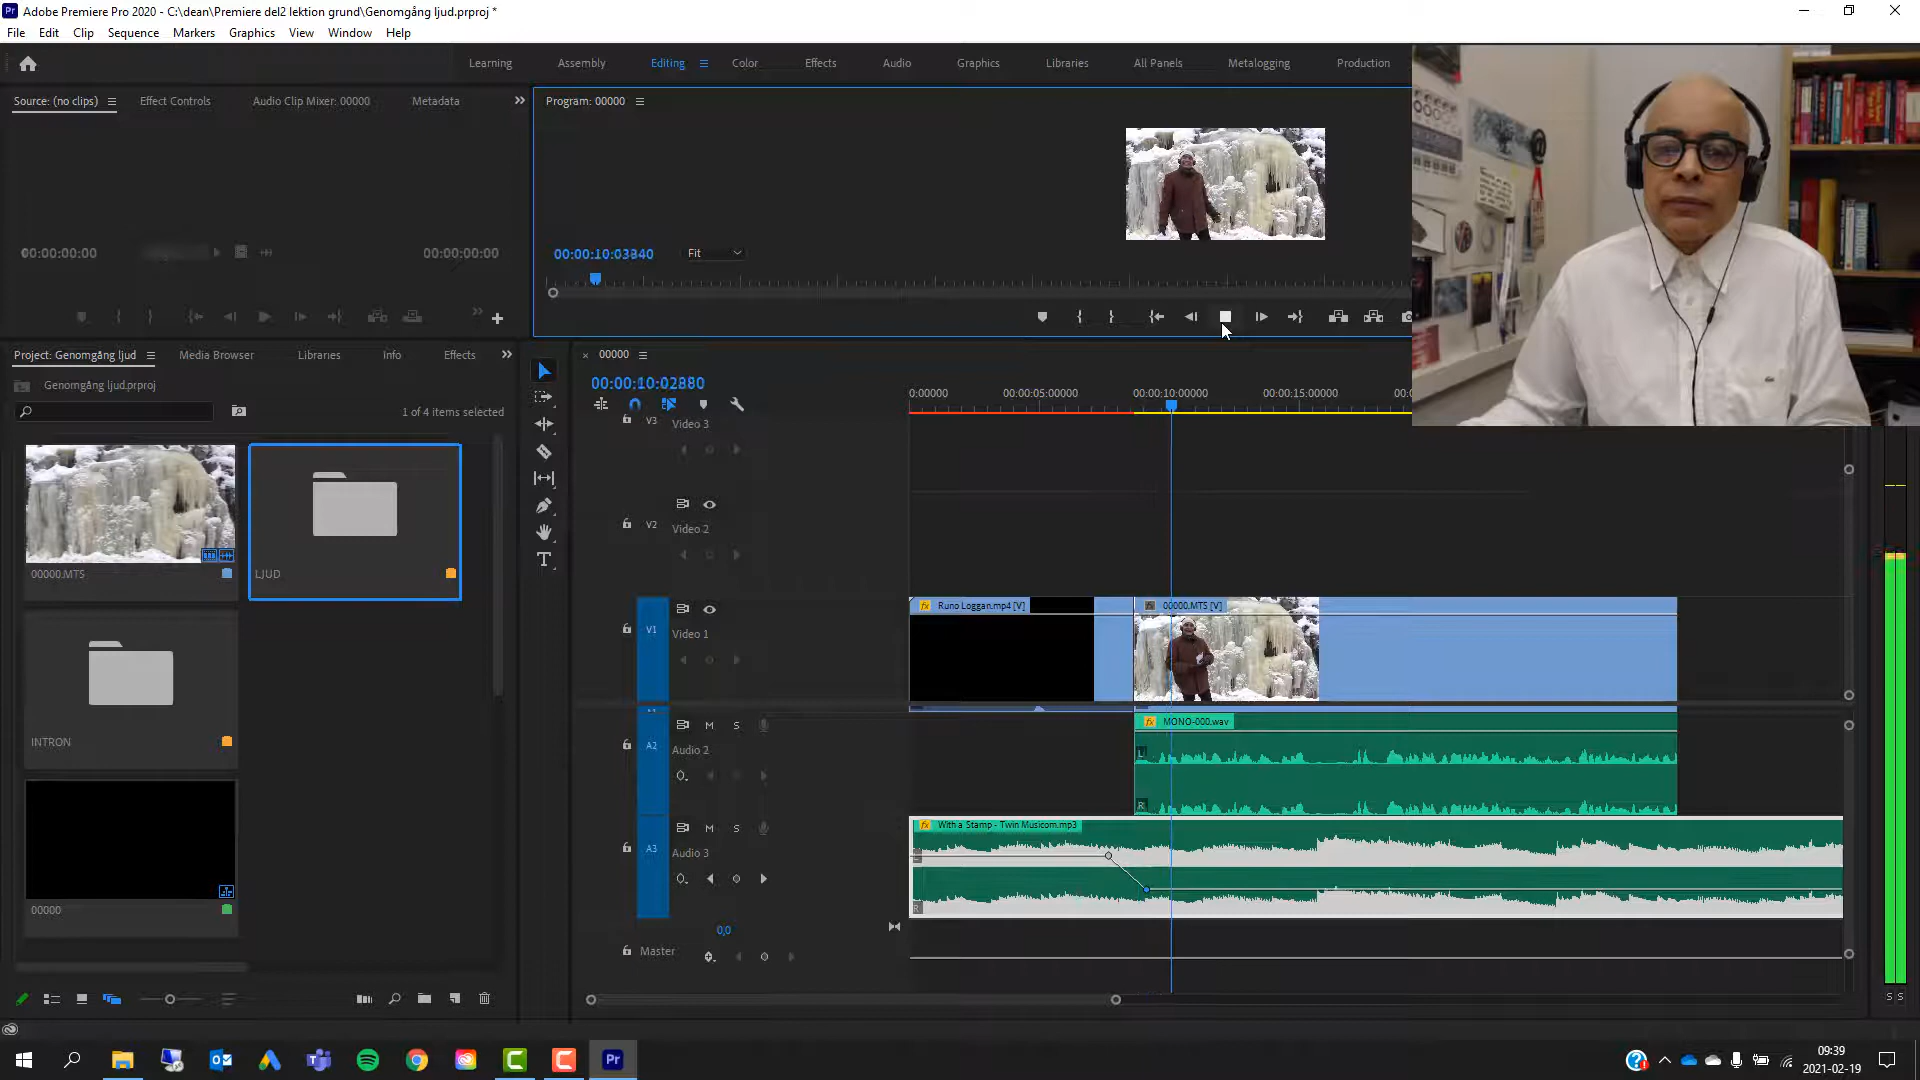 Adobe Premiere Pro 2020 - C:\dean\Premiere del2 lektion grund\Genomgång ljud.prproj *
File Edit Clip Sequence Markers Graphics View Window Help
Learning Assembly Editing Color Effects Audio Graphics Libraries All Panels Metalogging Production
Source: (no clips) Effect Controls Audio Clip Mixer: 00000 Metadata
Program: 00000
00:00:00:00 00:00:00:00
00:00:10:03840 Fit
Project: Genomgång ljud Media Browser Libraries Info Effects
Genomgång ljud.prproj
1 of 4 items selected
00000.MTS
LJUD
INTRON
00000
00000
00:00:10:02880
0:00000 00:00:05:00000 00:00:10:00000 00:00:15:00000 00:0
V3 Video 3
V2 Video 2
V1 Video 1
Runo Loggan.mp4 [V] 00000.MTS [V]
A2 M S
Audio 2
MONO-000.wav
L
R
A3 M S
Audio 3
With a Stamp - Twin Musicom.mp3
L
R
0,0
Master
S S
Pr
09:39
2021-02-19